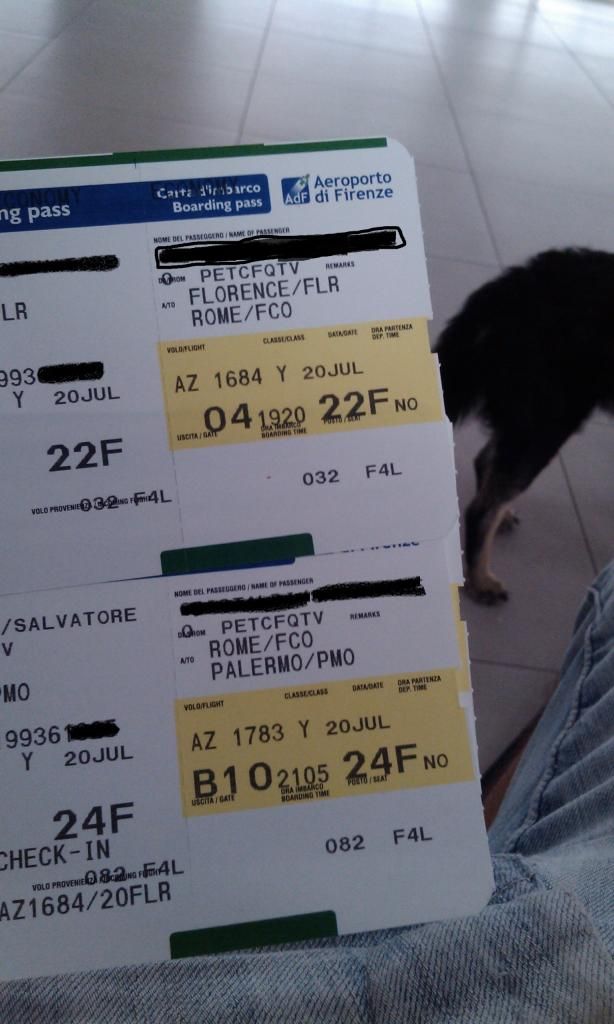 ECONOMY ECONOMY
ng pass
Carta d'imbarco
Boarding pass
AdF Aeroporto
di Firenze
NOME DEL PASSEGGERO / NAME OF PASSENGER
PETCFQTV REMARKS
LR
A/TO FLORENCE/FLR
ROME/FCO
VOLO/FLIGHT CLASSE/CLASS DATA/DATE ORA PARTENZA
DEP. TIME
993
Y 20JUL
AZ 1684 Y 20JUL
04 1920 22F NO
USCITA / GATE ORA IMBARCO POSTO / SEAT
BOARDING TIME
22F
032 F4L
032 F4L
NOME DEL PASSEGGERO / NAME OF PASSENGER
/SALVATORE
V
PETCFQTV REMARKS
MO
A/TO ROME/FCO
PALERMO/PMO
VOLO/FLIGHT CLASSE/CLASS DATA/DATE ORA PARTENZA
DEP. TIME
19936
Y 20JUL
AZ 1783 Y 20JUL
B10 2105 24F NO
USCITA / GATE ORA IMBARCO POSTO / SEAT
BOARDING TIME
24F
CHECK-IN
082 F4L
082 F4L
AZ1684/20FLR